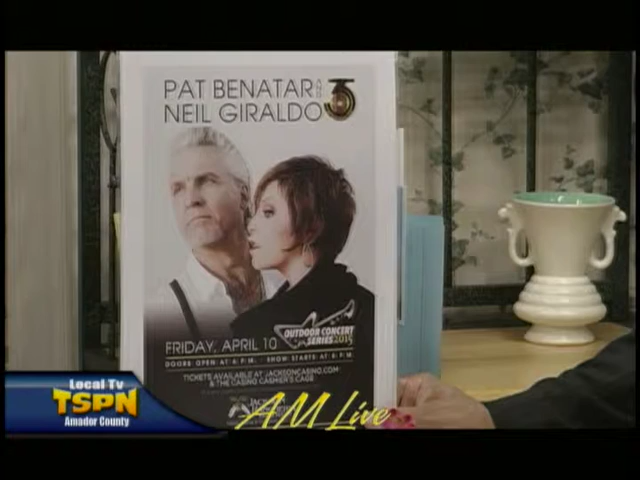 PAT BENATAR AND
NEIL GIRALDO
FRIDAY, APRIL 10
OUTDOOR CONCERT
SERIES 2015
DOORS OPEN AT 6 P.M. · SHOW STARTS AT 8 P.M.
TICKETS AVAILABLE AT JACKSONCASINO.COM
& THE CASINO CASHIER'S CAGE
AM Live
Local Tv
TSPN
Amador County